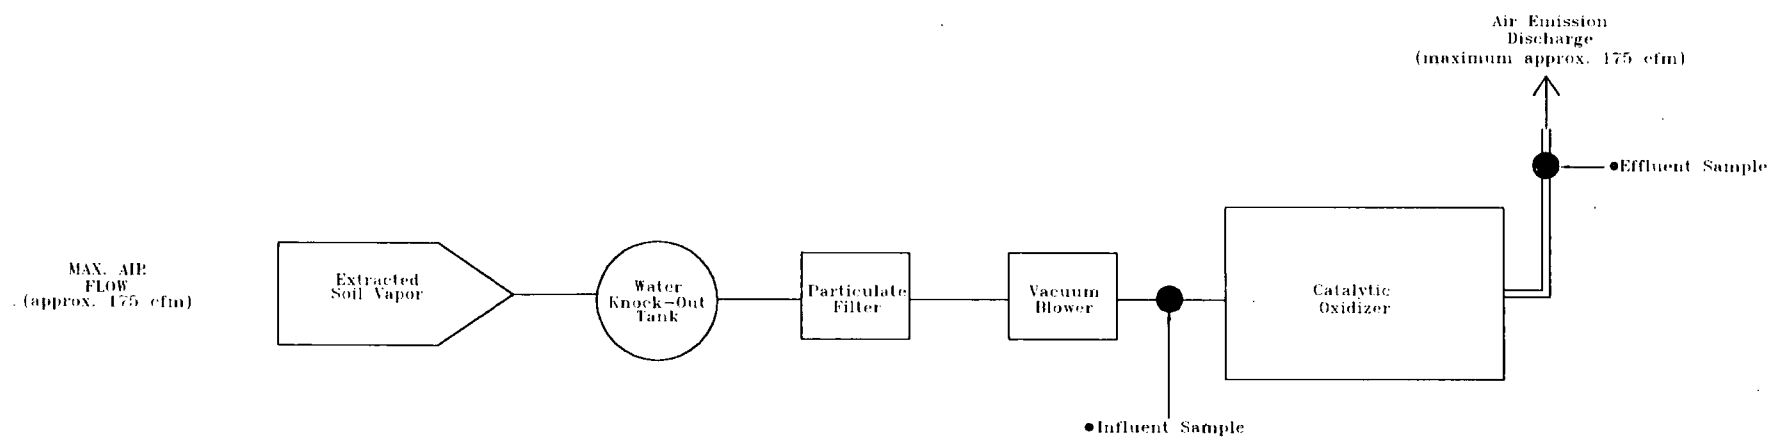 Air Emission
Discharge
(maximum approx. 175 cfm)
●Effluent Sample
MAX. AIR
FLOW
(approx. 175 cfm)
Extracted
Soil Vapor
Water
Knock-Out
Tank
Particulate
Filter
Vacuum
Blower
Catalytic
Oxidizer
●Influent Sample